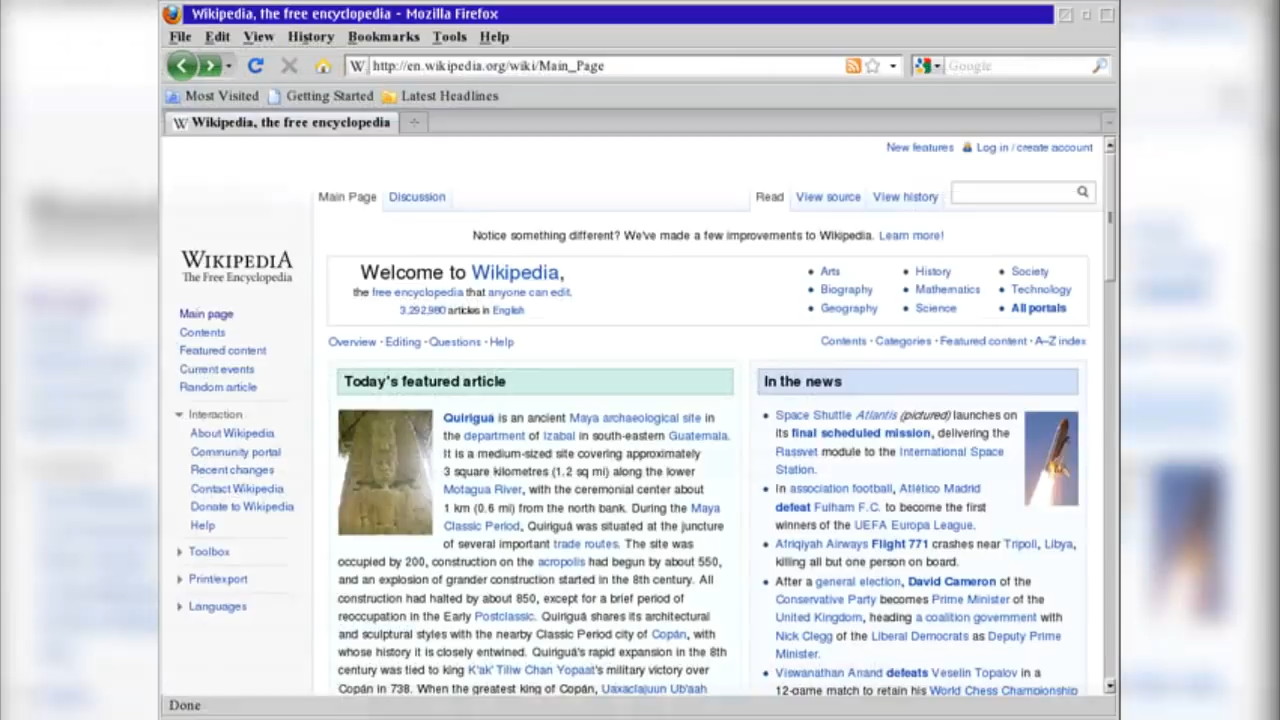 Wikipedia, the free encyclopedia - Mozilla Firefox
File Edit View History Bookmarks Tools Help
http://en.wikipedia.org/wiki/Main_Page
Google
Most Visited Getting Started Latest Headlines
Wikipedia, the free encyclopedia
New features Log in / create account
Main Page Discussion Read View source View history
Notice something different? We've made a few improvements to Wikipedia. Learn more!
WIKIPEDIA
The Free Encyclopedia
Main page
Contents
Featured content
Current events
Random article
Interaction
About Wikipedia
Community portal
Recent changes
Contact Wikipedia
Donate to Wikipedia
Help
Toolbox
Print/export
Languages
Welcome to Wikipedia,
the free encyclopedia that anyone can edit.
3,292,980 articles in English
Arts
Biography
Geography
History
Mathematics
Science
Society
Technology
All portals
Overview · Editing · Questions · Help
Contents · Categories · Featured content · A–Z index
Today's featured article
Quiriguá is an ancient Maya archaeological site in
the department of Izabal in south-eastern Guatemala.
It is a medium-sized site covering approximately
3 square kilometres (1.2 sq mi) along the lower
Motagua River, with the ceremonial center about
1 km (0.6 mi) from the north bank. During the Maya
Classic Period, Quiriguá was situated at the juncture
of several important trade routes. The site was
occupied by 200, construction on the acropolis had begun by about 550,
and an explosion of grander construction started in the 8th century. All
construction had halted by about 850, except for a brief period of
reoccupation in the Early Postclassic. Quiriguá shares its architectural
and sculptural styles with the nearby Classic Period city of Copán, with
whose history it is closely entwined. Quiriguá's rapid expansion in the 8th
century was tied to king K'ak' Tiliw Chan Yopaat's military victory over
Copán in 738. When the greatest king of Copán, Uaxaclajuun Ub'aah
In the news
Space Shuttle Atlantis (pictured) launches on
its final scheduled mission, delivering the
Rassvet module to the International Space
Station.
In association football, Atlético Madrid
defeat Fulham F.C. to become the first
winners of the UEFA Europa League.
Afriqiyah Airways Flight 771 crashes near Tripoli, Libya,
killing all but one person on board.
After a general election, David Cameron of the
Conservative Party becomes Prime Minister of the
United Kingdom, heading a coalition government with
Nick Clegg of the Liberal Democrats as Deputy Prime
Minister.
Viswanathan Anand defeats Veselin Topalov in a
12-game match to retain his World Chess Championship
Done